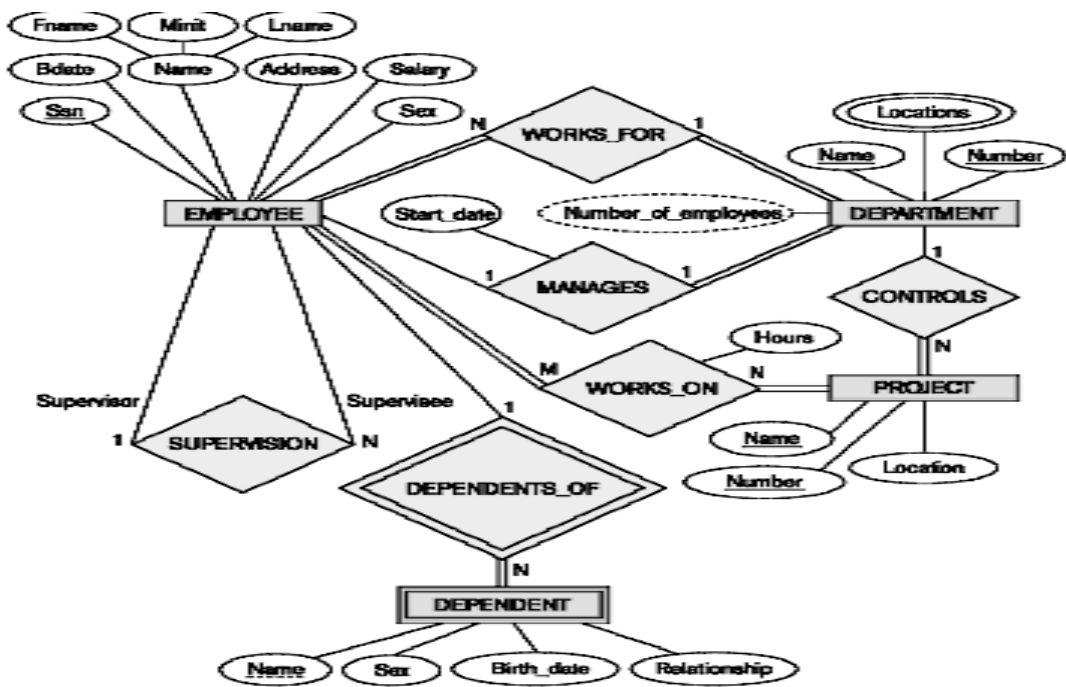 Fname Minit Lname
Bdate Name Address Salary
Ssn Sex
N WORKS_FOR 1
Locations
Name Number
EMPLOYEE
Start_date
Number_of_employees
DEPARTMENT
1 MANAGES 1
1
CONTROLS
N
Hours
M WORKS_ON N
PROJECT
Supervisor Supervisee
1 SUPERVISION N
1
Name
Number
Location
DEPENDENTS_OF
N
DEPENDENT
Name Sex Birth_date Relationship